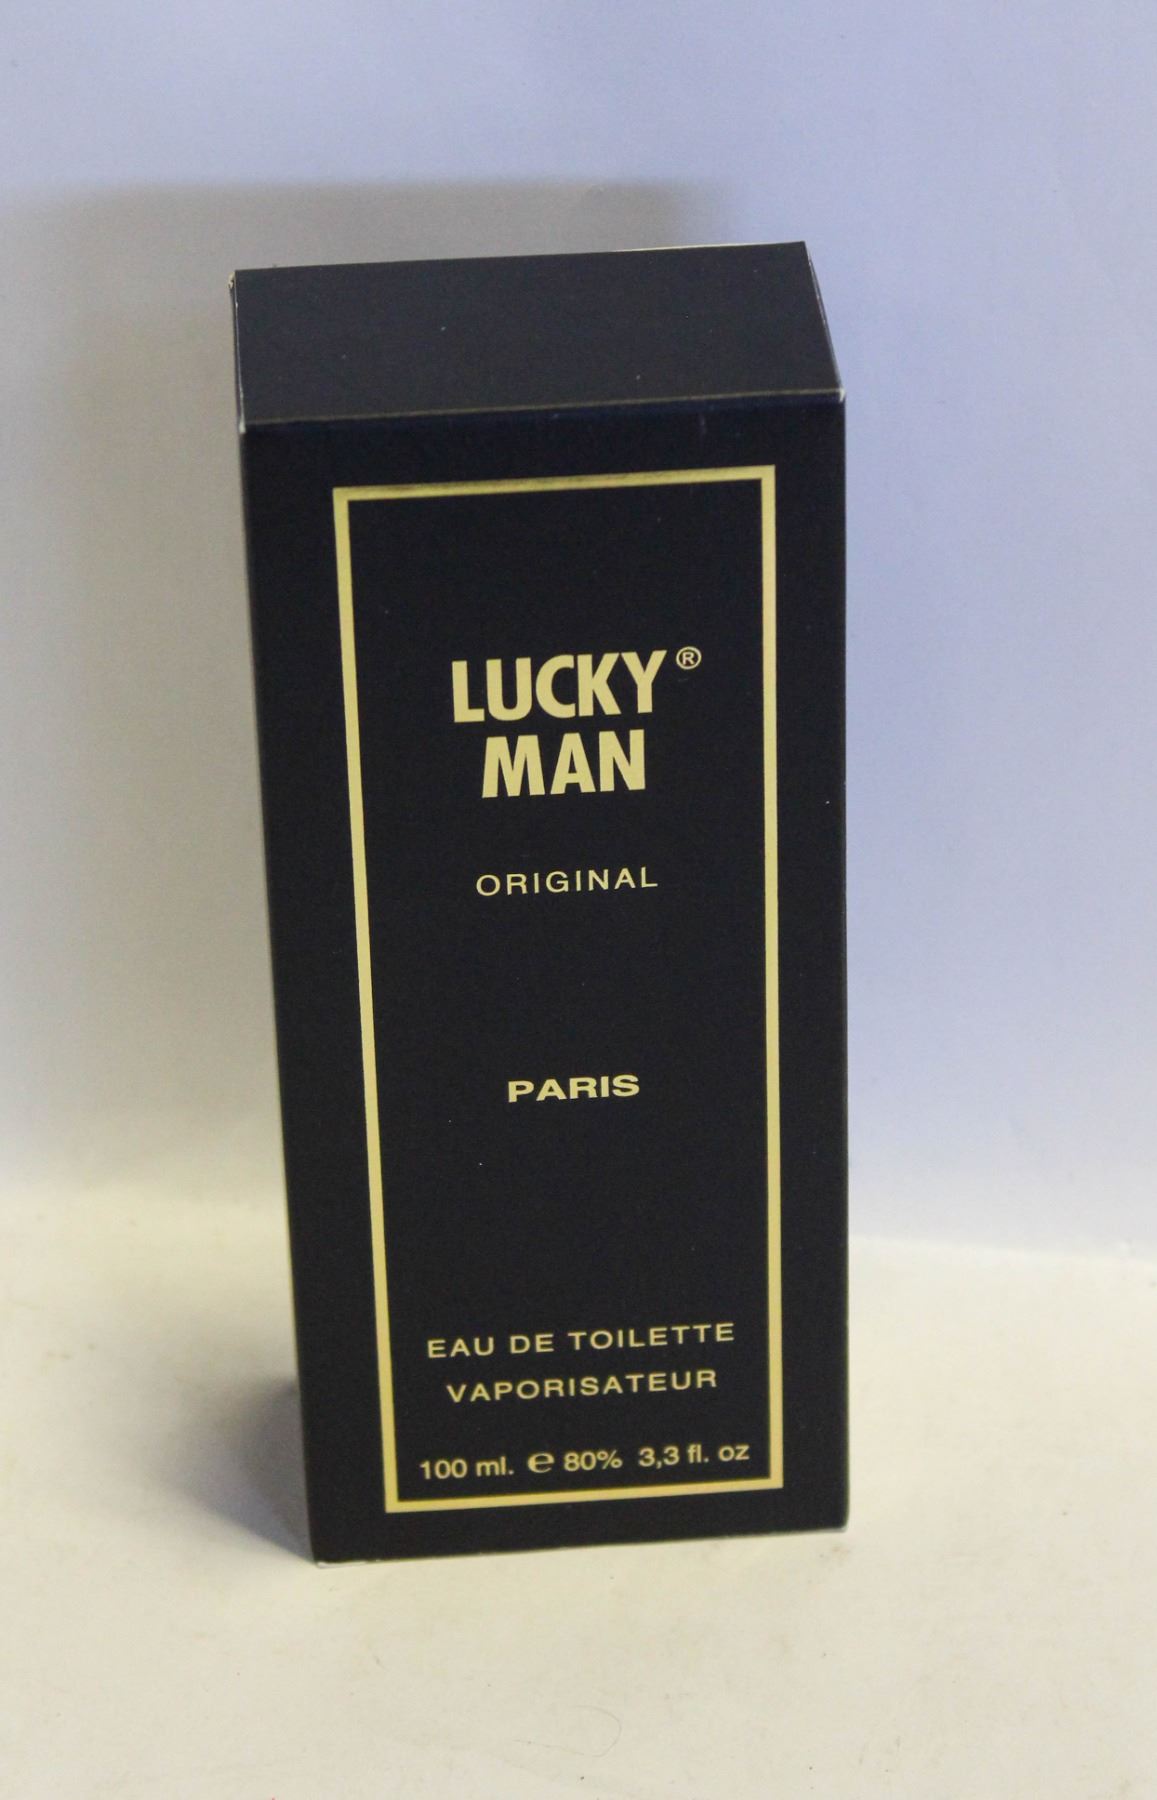 LUCKY®
MAN
ORIGINAL
PARIS
EAU DE TOILETTE
VAPORISATEUR
100 ml. ℮ 80% 3,3 fl. oz